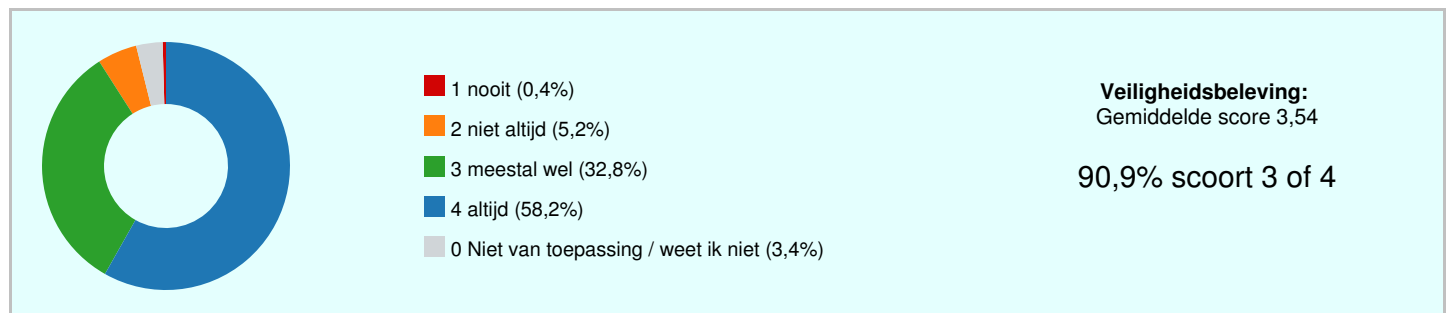 1 nooit (0,4%)
2 niet altijd (5,2%)
3 meestal wel (32,8%)
4 altijd (58,2%)
0 Niet van toepassing / weet ik niet (3,4%)
Veiligheidsbeleving:
Gemiddelde score 3,54
90,9% scoort 3 of 4